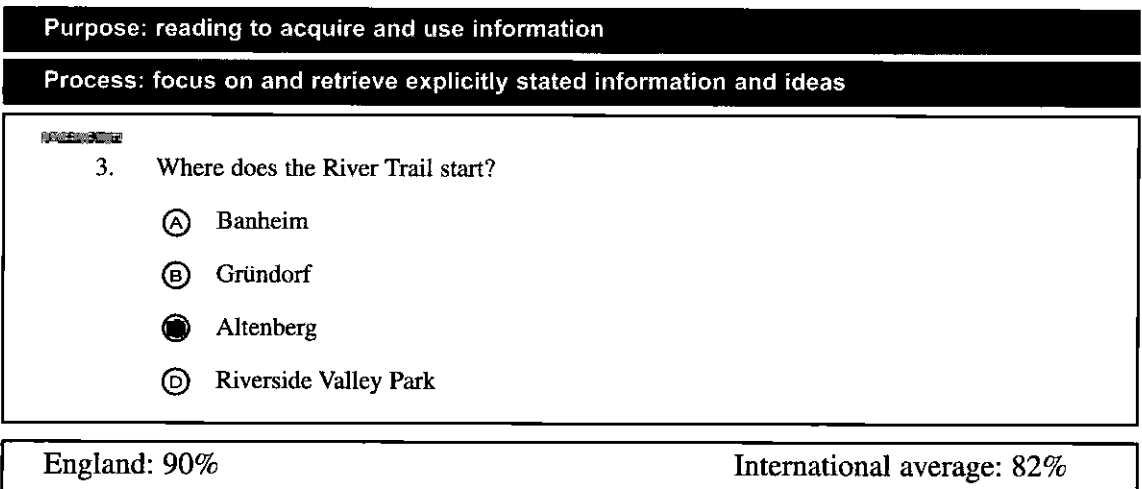 Purpose: reading to acquire and use information
Process: focus on and retrieve explicitly stated information and ideas
3. Where does the River Trail start?
A Banheim
B Gründorf
Altenberg
D Riverside Valley Park
England: 90% International average: 82%